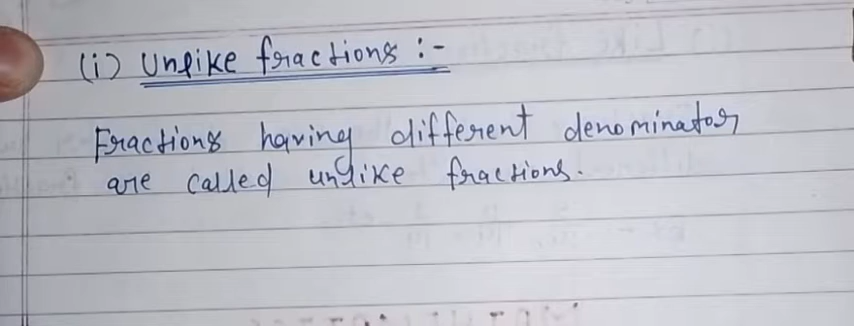 (i) Unlike fractions :-
Fractions having different denominator
are called unlike fractions.